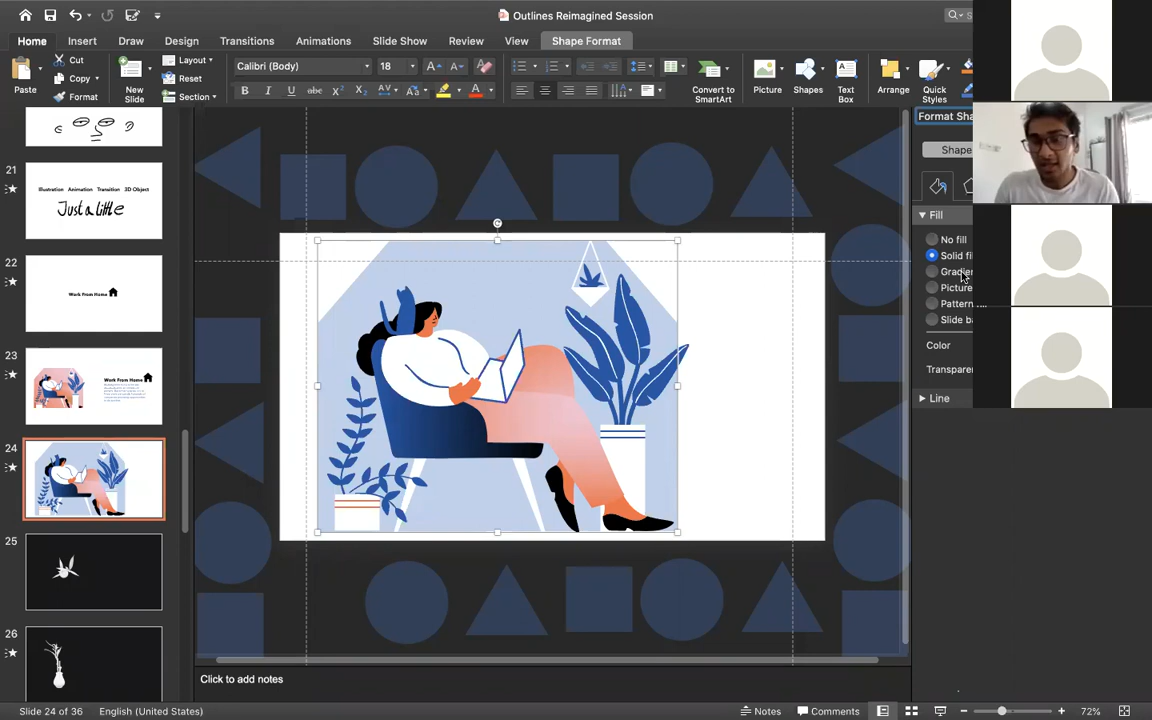 Outlines Reimagined Session
Home Insert Draw Design Transitions Animations Slide Show Review View Shape Format
Paste Cut Copy Format
New Slide Layout Reset Section
Calibri (Body) 18
Convert to SmartArt
Picture Shapes Text Box Arrange Quick Styles
21
Illustration Animation Transition 3D Object
Just a little
22
Work From Home
23
Work From Home
24
25
26
Format Sha
Shape
Fill
No fill
Solid fi
Gradien
Picture
Pattern
Slide ba
Color
Transparen
Line
Click to add notes
Slide 24 of 36 English (United States) Notes Comments 72%